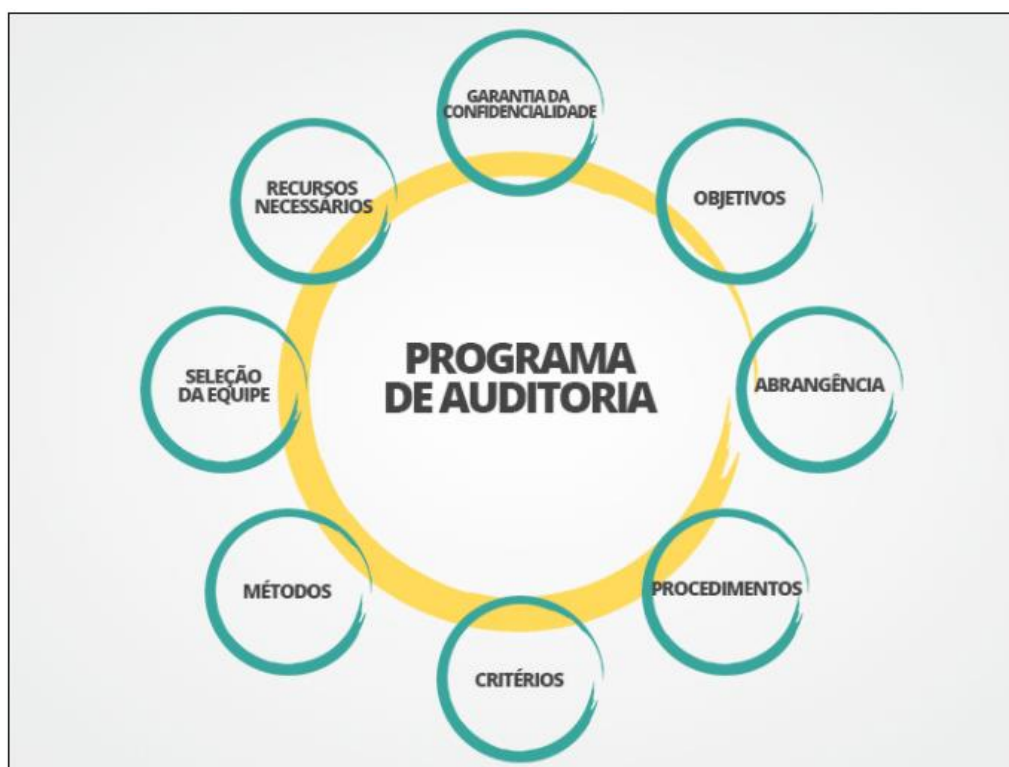 GARANTIA DA
CONFIDENCIALIDADE
RECURSOS
NECESSÁRIOS
OBJETIVOS
PROGRAMA
DE AUDITORIA
SELEÇÃO
DA EQUIPE
ABRANGÊNCIA
MÉTODOS
PROCEDIMENTOS
CRITÉRIOS